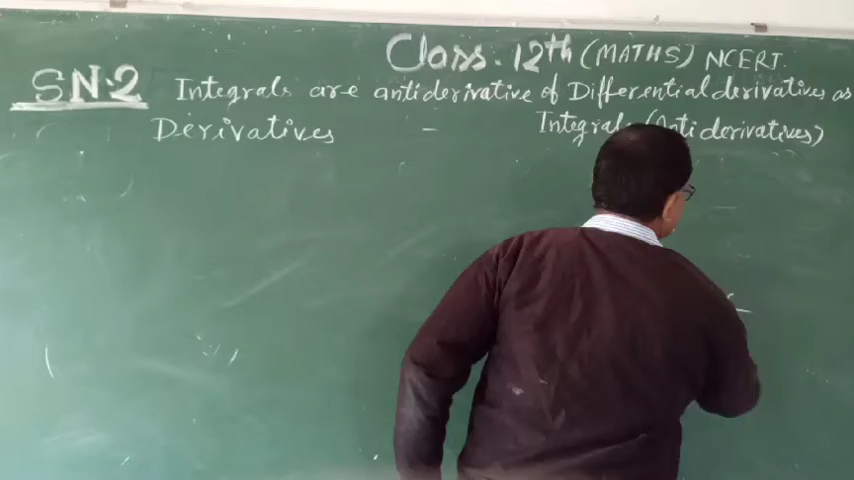 Class. 12th (MATHS) NCERT.
SN.2 Integrals are antiderivative of Differential derivatives as
Derivatives - Integrals (Antiderivatives)